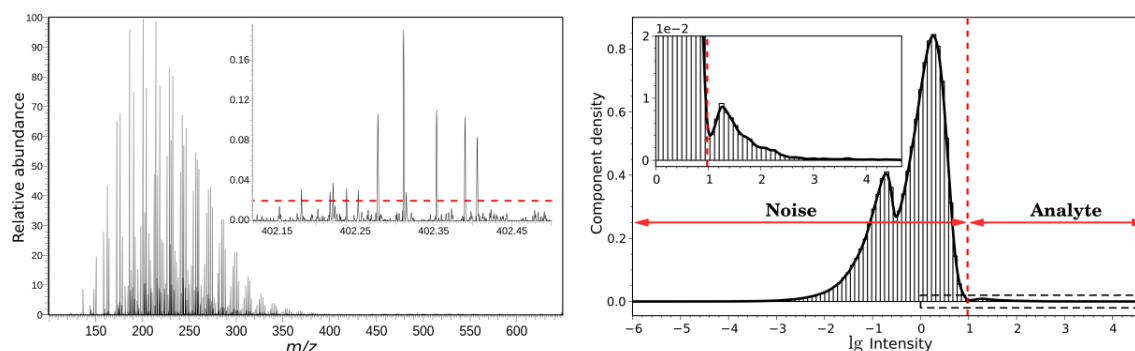 100
90
80
70
60
50
40
30
20
10
0
Relative abundance
150 200 250 300 350 400 450 500 550 600
m/z
0.16
0.12
0.08
0.04
0.00
402.15 402.25 402.35 402.45
0.8
0.6
0.4
0.2
0.0
Component density
1e−2
2
1
0
0 1 2 3 4
Noise
Analyte
−6 −5 −4 −3 −2 −1 0 1 2 3 4
lg Intensity